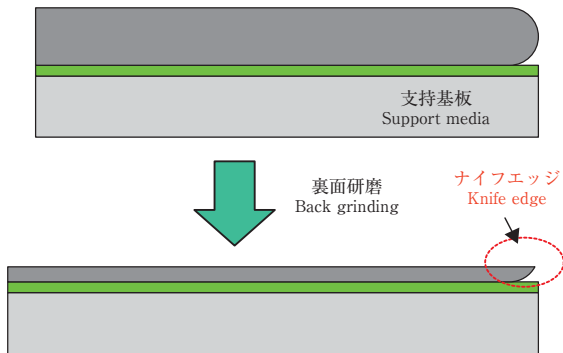 支持基板
Support media
裏面研磨
Back grinding
ナイフエッジ
Knife edge